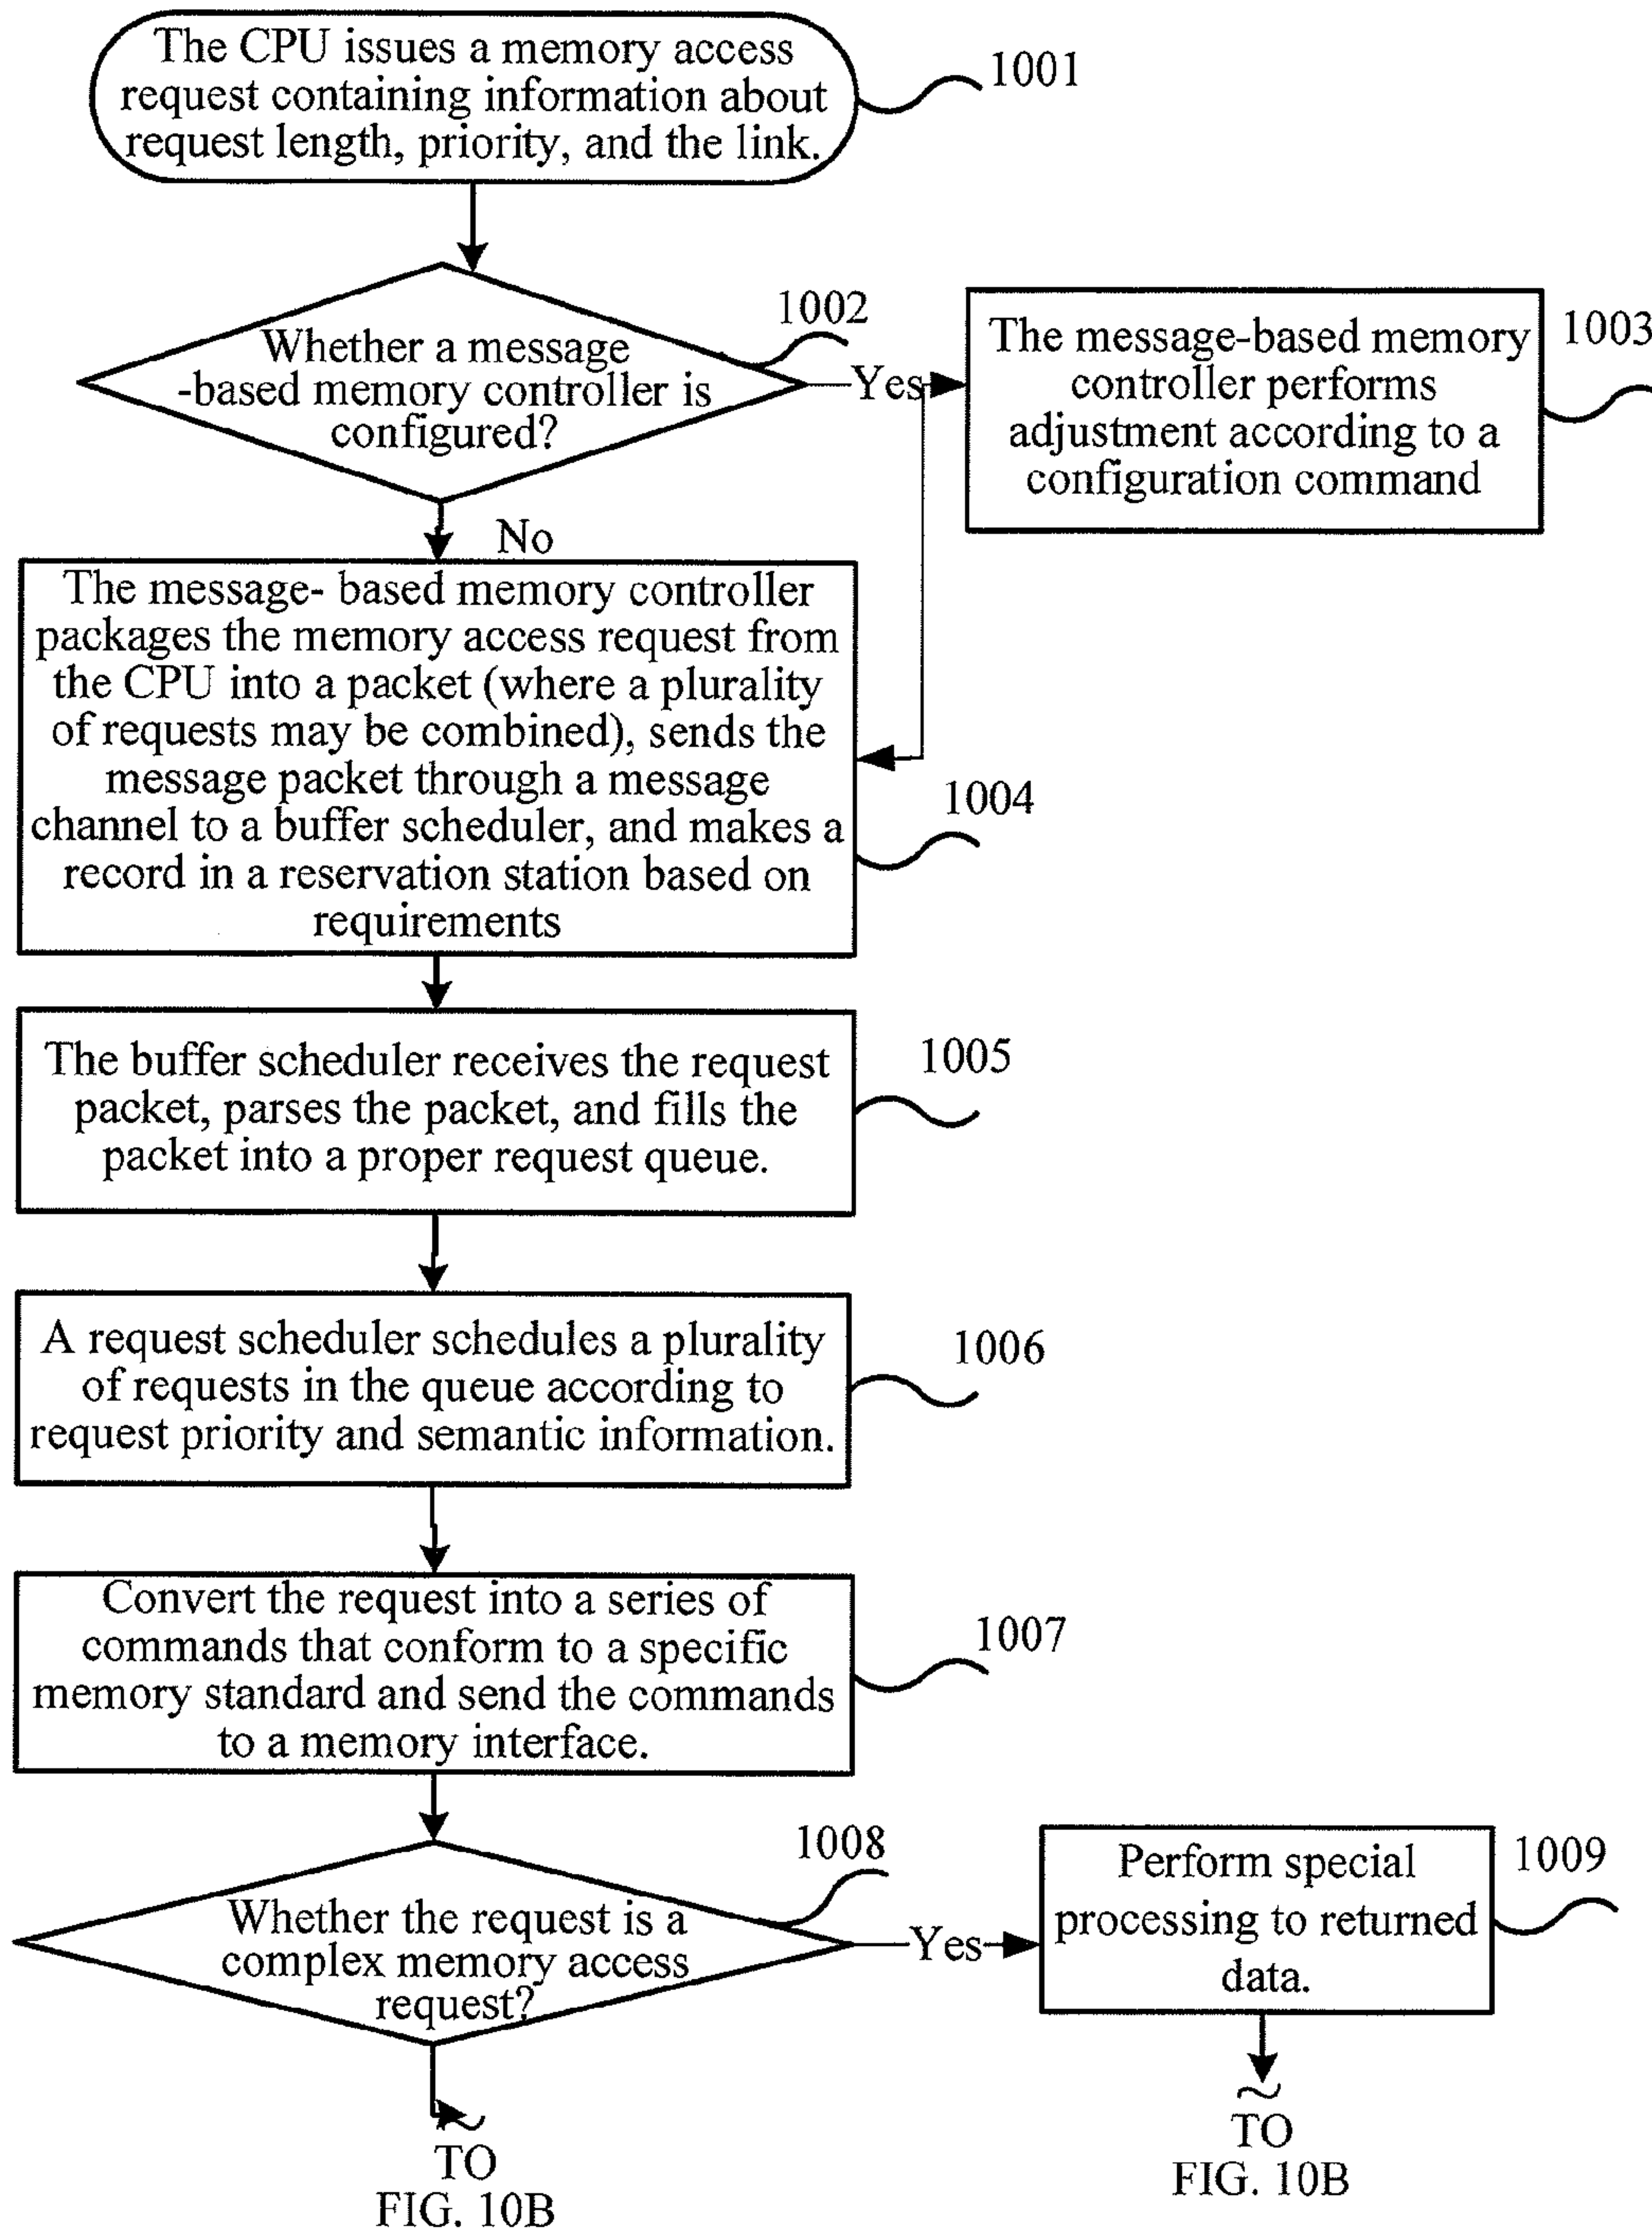 The CPU issues a memory access
request containing information about
request length, priority, and the link.
1001
1002
Whether a message
-based memory controller is
configured?
Yes
The message-based memory
controller performs
adjustment according to a
configuration command
1003
No
The message- based memory controller
packages the memory access request from
the CPU into a packet (where a plurality
of requests may be combined), sends the
message packet through a message
channel to a buffer scheduler, and makes a
record in a reservation station based on
requirements
1004
The buffer scheduler receives the request
packet, parses the packet, and fills the
packet into a proper request queue.
1005
A request scheduler schedules a plurality
of requests in the queue according to
request priority and semantic information.
1006
Convert the request into a series of
commands that conform to a specific
memory standard and send the commands
to a memory interface.
1007
1008
Whether the request is a
complex memory access
request?
Yes
Perform special
processing to returned
data.
1009
TO
FIG. 10B
TO
FIG. 10B